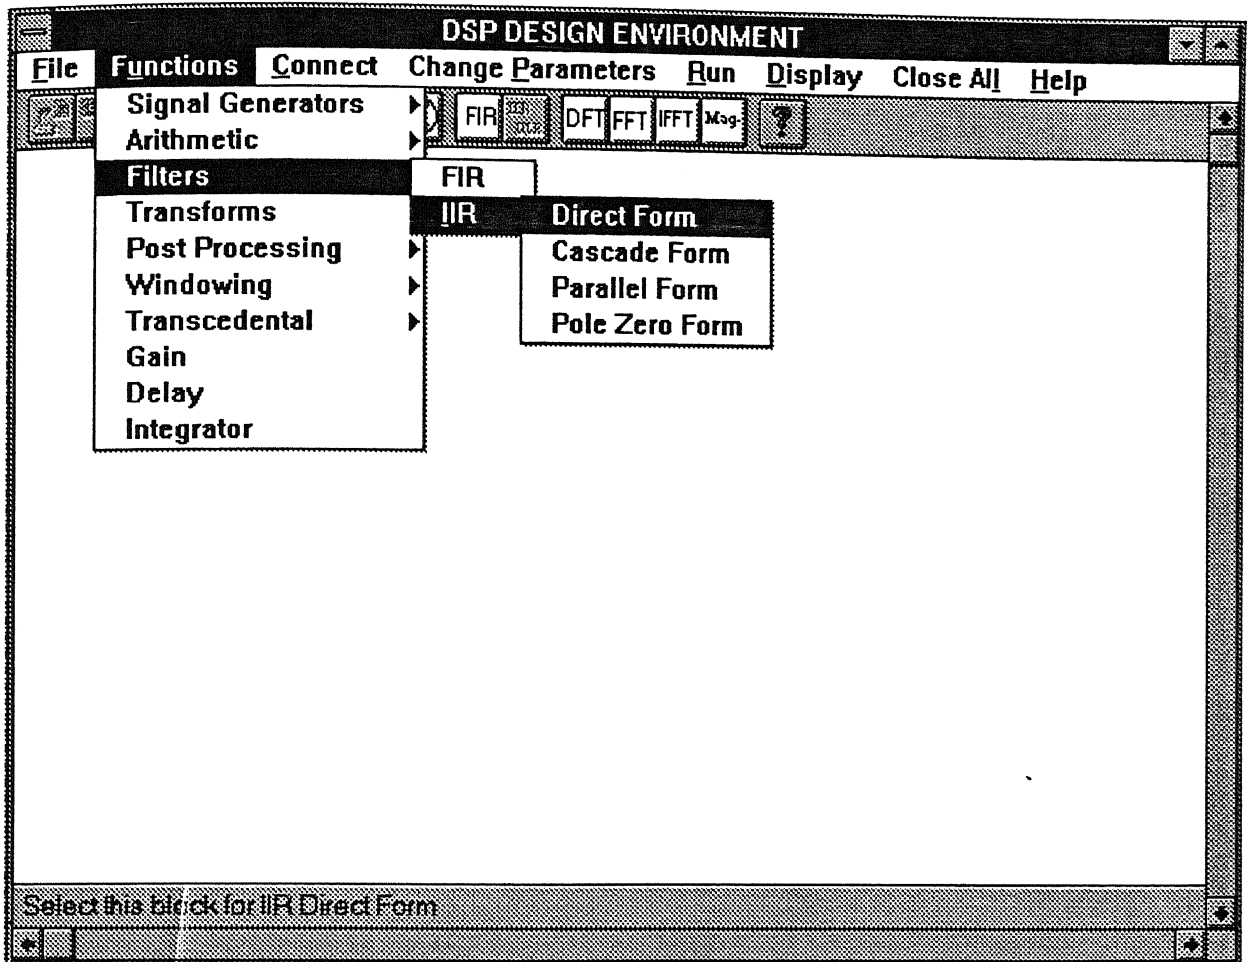 DSP DESIGN ENVIRONMENT
File Functions Connect Change Parameters Run Display Close All Help
FIR DFT FFT IFFT Mag-
?
Signal Generators
Arithmetic
Filters
Transforms
Post Processing
Windowing
Transcedental
Gain
Delay
Integrator
FIR
IIR
Direct Form
Cascade Form
Parallel Form
Pole Zero Form
Select this block for IIR Direct Form